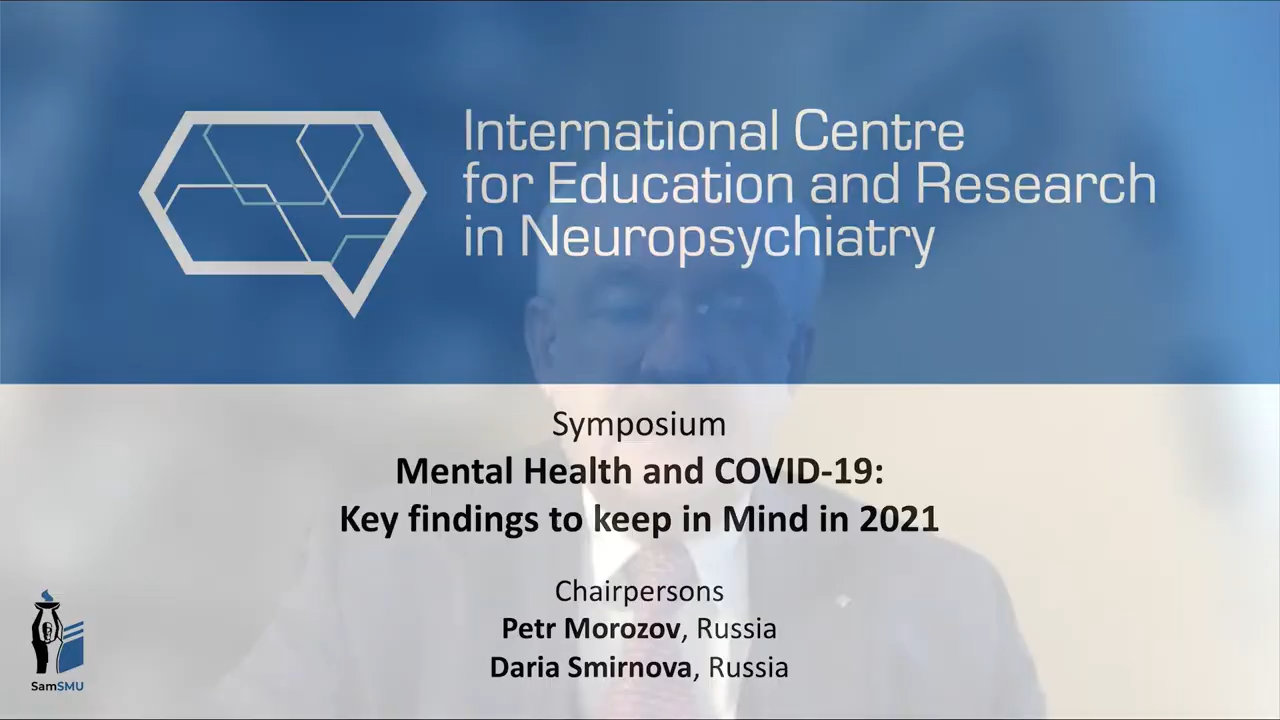 International Centre
for Education and Research
in Neuropsychiatry
Symposium
Mental Health and COVID-19:
Key findings to keep in Mind in 2021
Chairpersons
Petr Morozov, Russia
Daria Smirnova, Russia
SamSMU